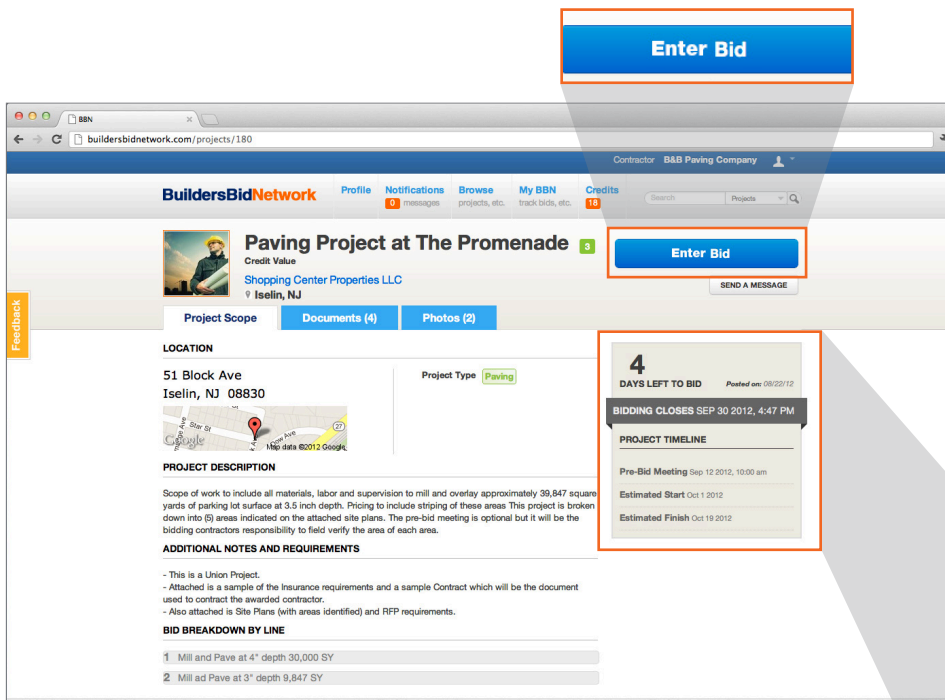 Enter Bid
BBN
buildersbidnetwork.com/projects/180
Contractor B&B Paving Company
BuildersBidNetwork
Profile
Notifications
0 messages
Browse
projects, etc.
My BBN
track bids, etc.
Credits
18
Search
Projects
Paving Project at The Promenade 3
Credit Value
Shopping Center Properties LLC
Iselin, NJ
Enter Bid
SEND A MESSAGE
Feedback
Project Scope
Documents (4)
Photos (2)
LOCATION
51 Block Ave
Iselin, NJ 08830
Project Type Paving
Star St
Dow Ave
27
Google
Map data ©2012 Google
PROJECT DESCRIPTION
Scope of work to include all materials, labor and supervision to mill and overlay approximately 39,847 square
yards of parking lot surface at 3.5 inch depth. Pricing to include striping of these areas This project is broken
down into (5) areas indicated on the attached site plans. The pre-bid meeting is optional but it will be the
bidding contractors responsibility to field verify the area of each area.
ADDITIONAL NOTES AND REQUIREMENTS
- This is a Union Project.
- Attached is a sample of the Insurance requirements and a sample Contract which will be the document
used to contract the awarded contractor.
- Also attached is Site Plans (with areas identified) and RFP requirements.
BID BREAKDOWN BY LINE
1 Mill and Pave at 4" depth 30,000 SY
2 Mill ad Pave at 3" depth 9,847 SY
4
DAYS LEFT TO BID
Posted on: 08/22/12
BIDDING CLOSES SEP 30 2012, 4:47 PM
PROJECT TIMELINE
Pre-Bid Meeting Sep 12 2012, 10:00 am
Estimated Start Oct 1 2012
Estimated Finish Oct 19 2012